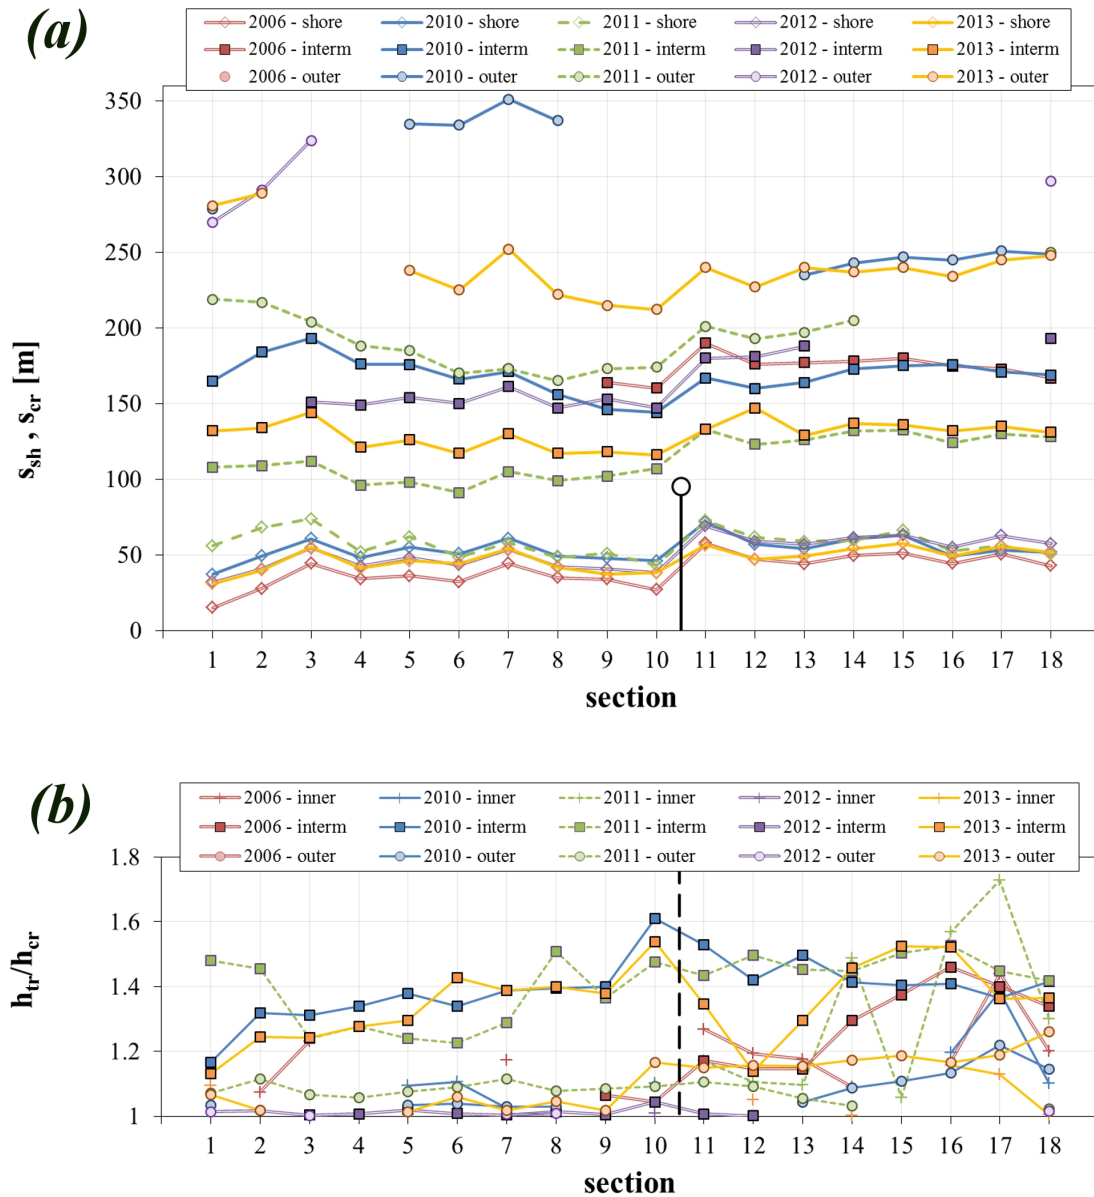 (a)
2006 - shore 2010 - shore 2011 - shore 2012 - shore 2013 - shore
2006 - interm 2010 - interm 2011 - interm 2012 - interm 2013 - interm
2006 - outer 2010 - outer 2011 - outer 2012 - outer 2013 - outer
350
300
250
200
150
100
50
0
s_sh , s_cr [m]
1 2 3 4 5 6 7 8 9 10 11 12 13 14 15 16 17 18
section
(b)
2006 - inner 2010 - inner 2011 - inner 2012 - inner 2013 - inner
2006 - interm 2010 - interm 2011 - interm 2012 - interm 2013 - interm
2006 - outer 2010 - outer 2011 - outer 2012 - outer 2013 - outer
1.8
1.6
1.4
1.2
1
h_tr/h_cr
1 2 3 4 5 6 7 8 9 10 11 12 13 14 15 16 17 18
section